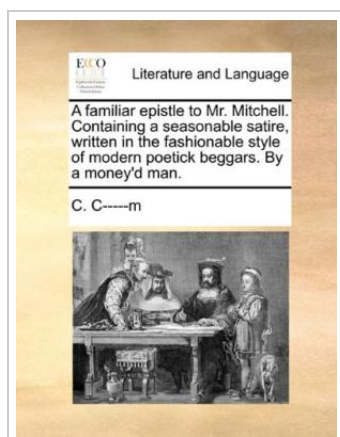 ECCO
Literature and Language
A familiar epistle to Mr. Mitchell.
Containing a seasonable satire,
written in the fashionable style
of modern poetick beggars. By
a money'd man.
C. C-----m